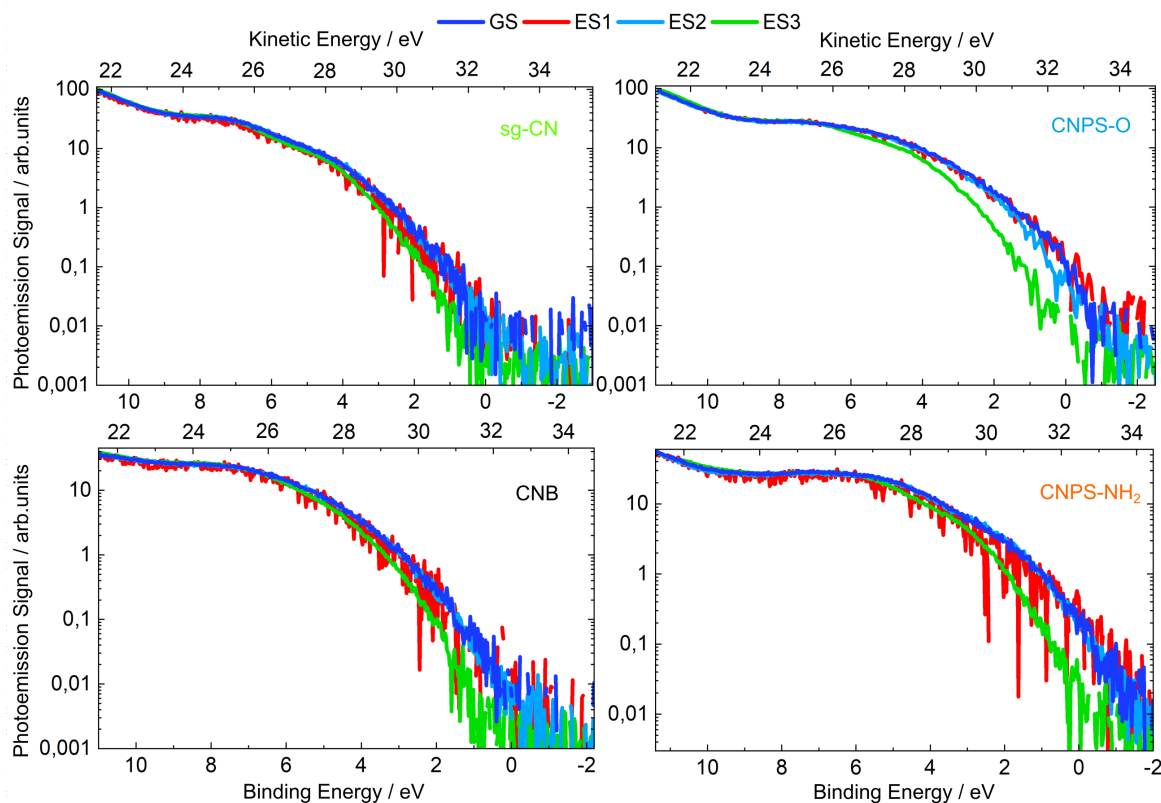 GS ES1 ES2 ES3
Kinetic Energy / eV Kinetic Energy / eV
22 24 26 28 30 32 34
22 24 26 28 30 32 34
Photoemission Signal / arb.units
100
10
1
0,1
0,01
0,001
sg-CN
10 8 6 4 2 0 -2
100
10
1
0,1
0,01
0,001
CNPS-O
10 8 6 4 2 0 -2
22 24 26 28 30 32 34
22 24 26 28 30 32 34
Photoemission Signal / arb.units
10
1
0,1
0,01
0,001
CNB
10 8 6 4 2 0 -2
Binding Energy / eV
10
1
0,1
0,01
CNPS-NH₂
10 8 6 4 2 0 -2
Binding Energy / eV